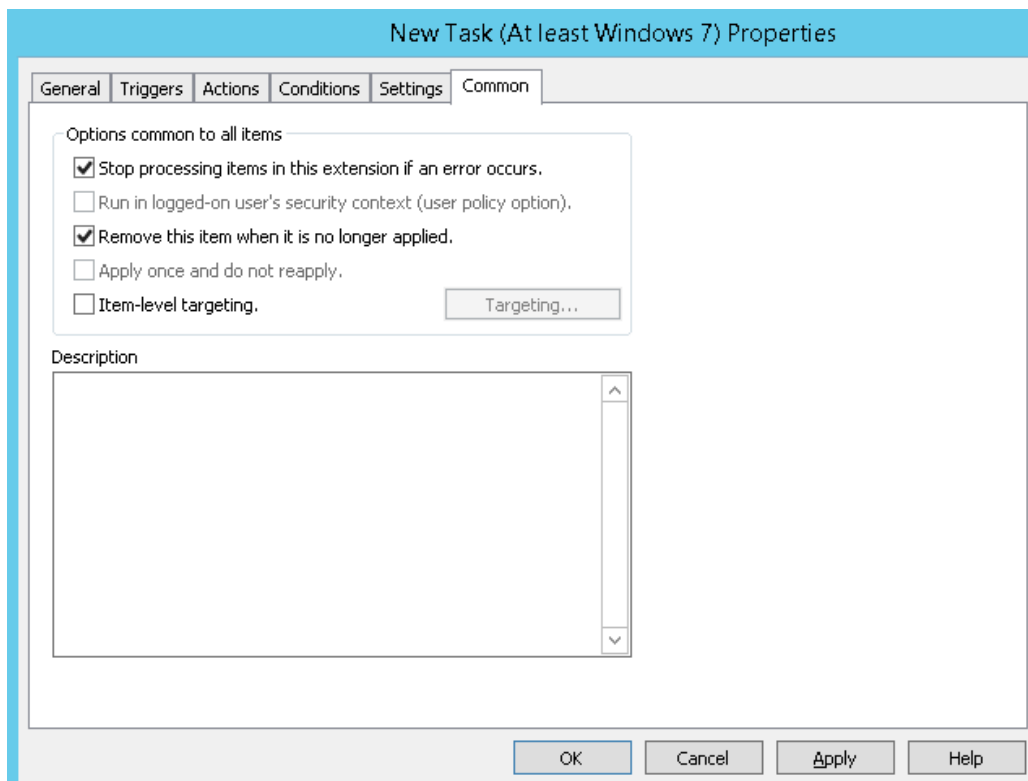 New Task (At least Windows 7) Properties
General Triggers Actions Conditions Settings Common
Options common to all items
Stop processing items in this extension if an error occurs.
Run in logged-on user's security context (user policy option).
Remove this item when it is no longer applied.
Apply once and do not reapply.
Item-level targeting. Targeting...
Description
OK Cancel Apply Help